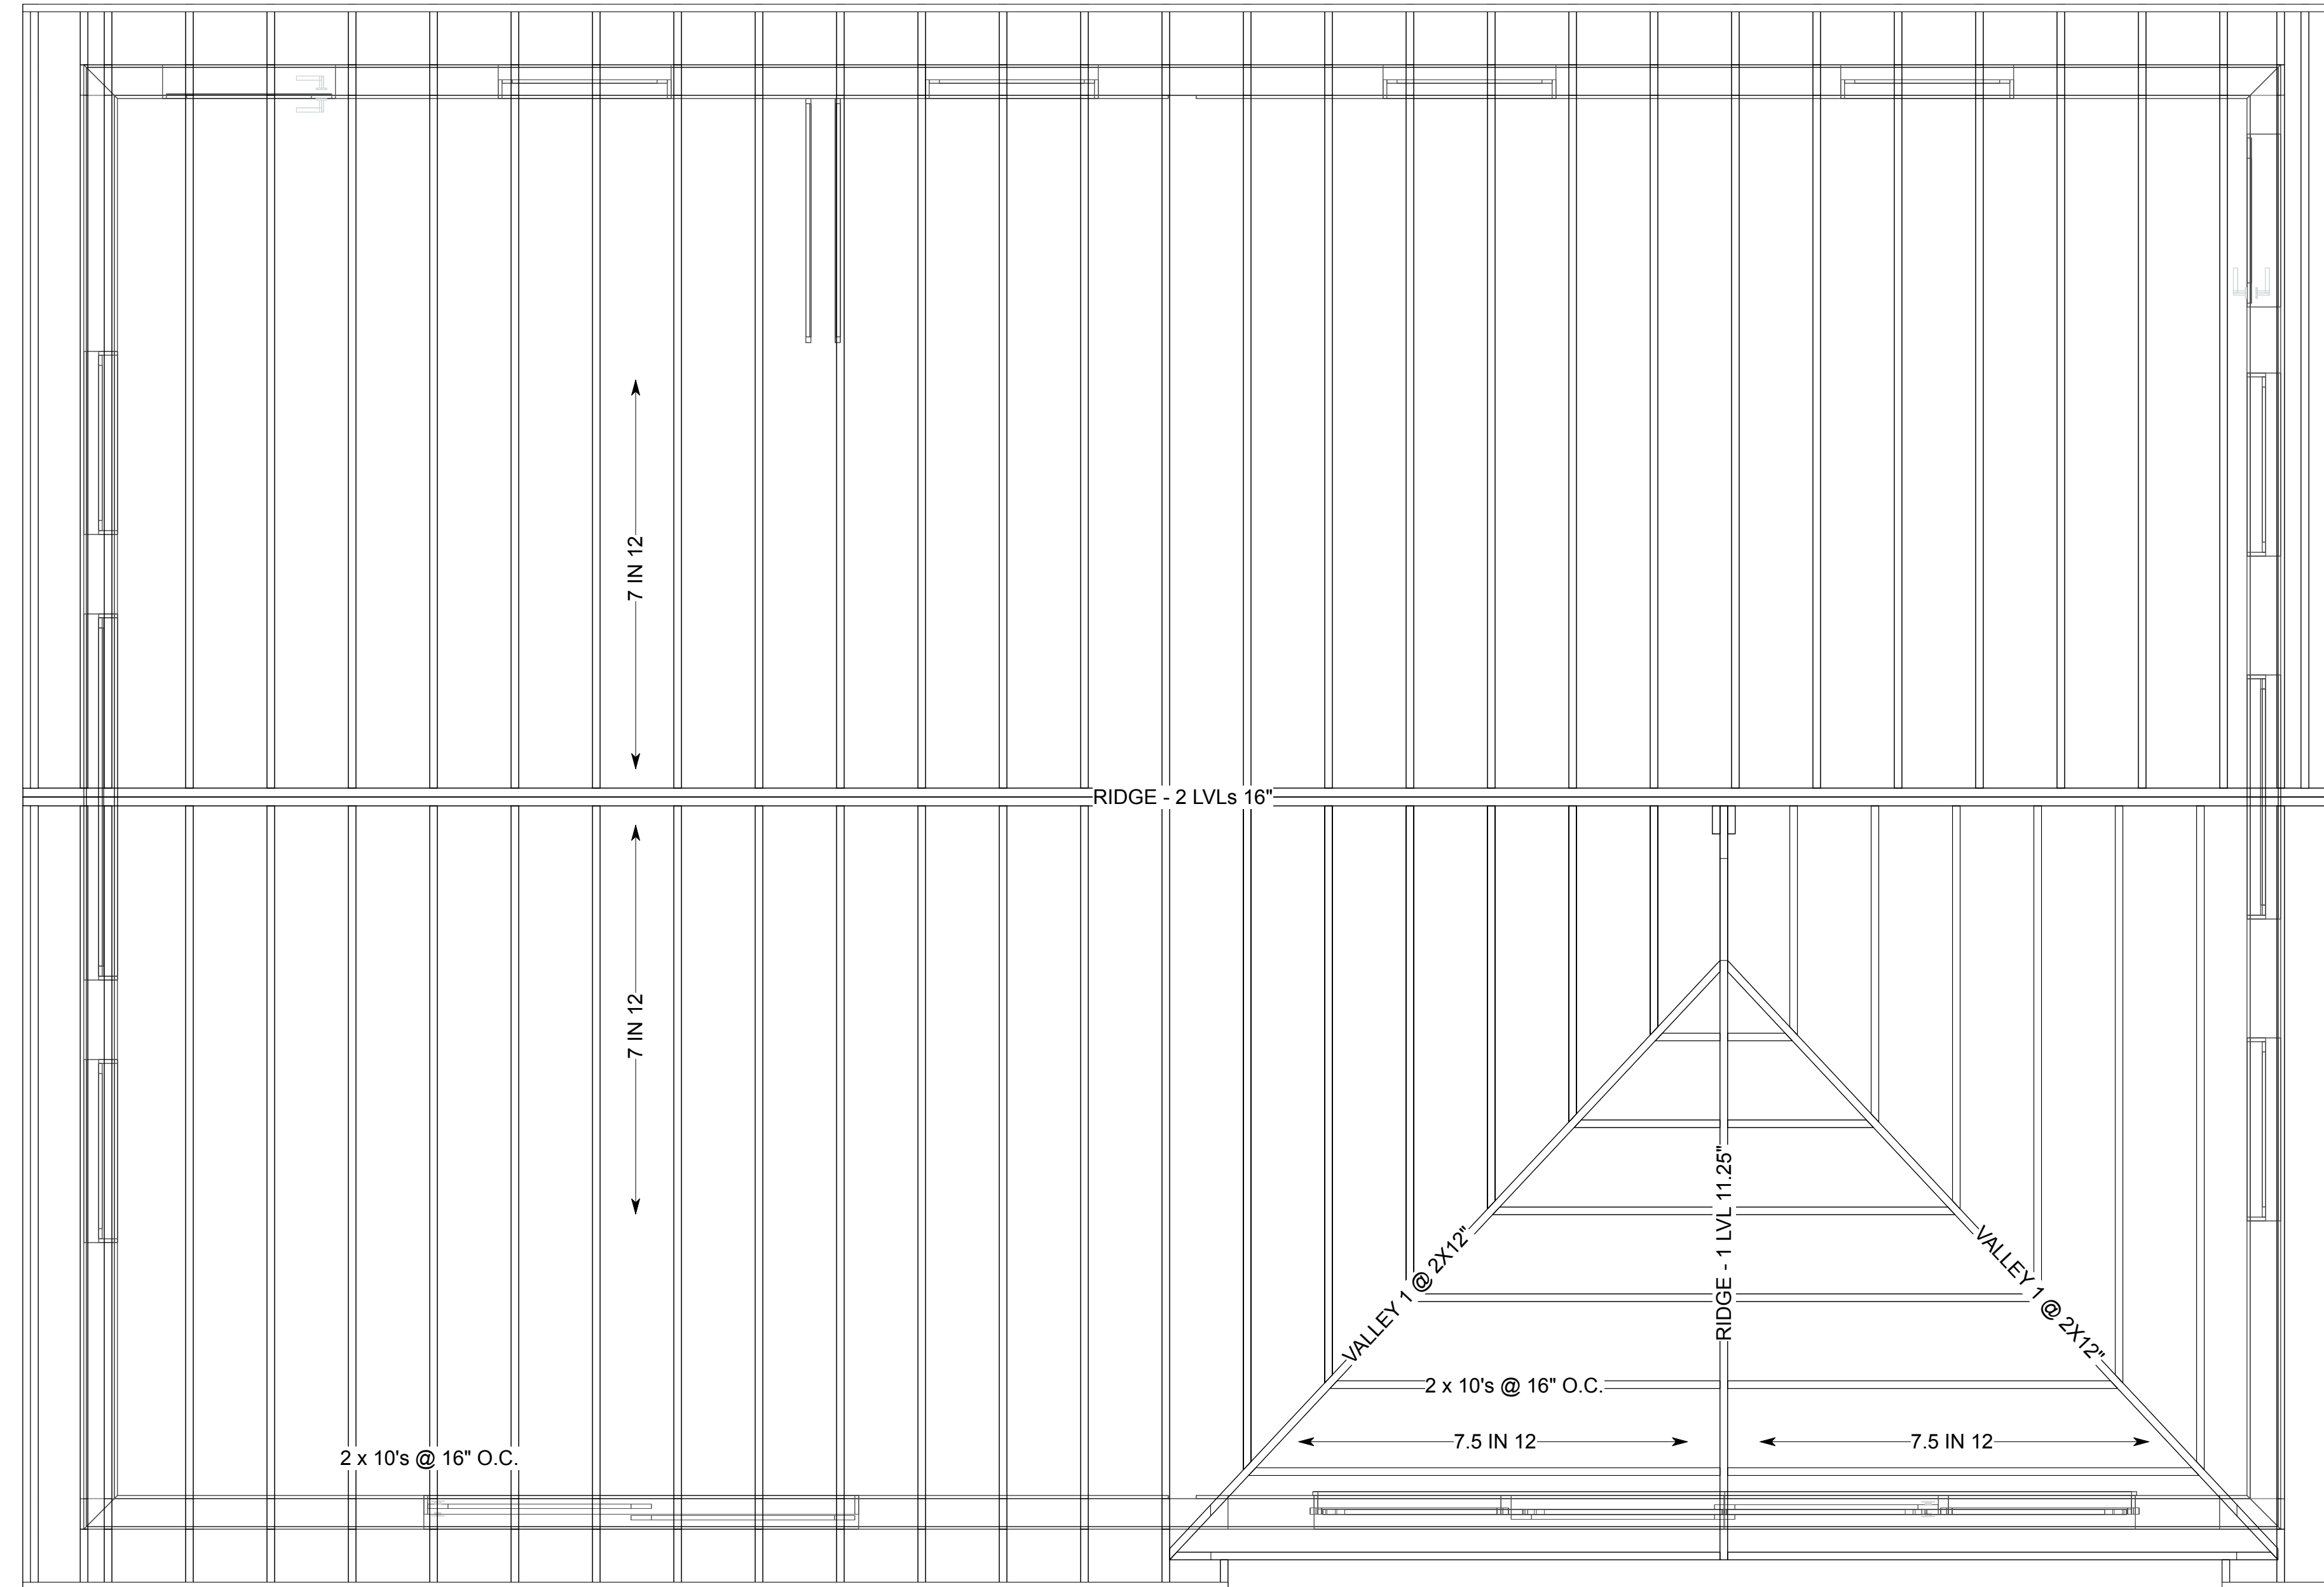 7 IN 12
RIDGE - 2 LVLs 16"
7 IN 12
RIDGE - 1 LVL 11.25"
VALLEY 1 @ 2X12"
VALLEY 1 @ 2X12"
2 x 10's @ 16" O.C.
7.5 IN 12
7.5 IN 12
2 x 10's @ 16" O.C.